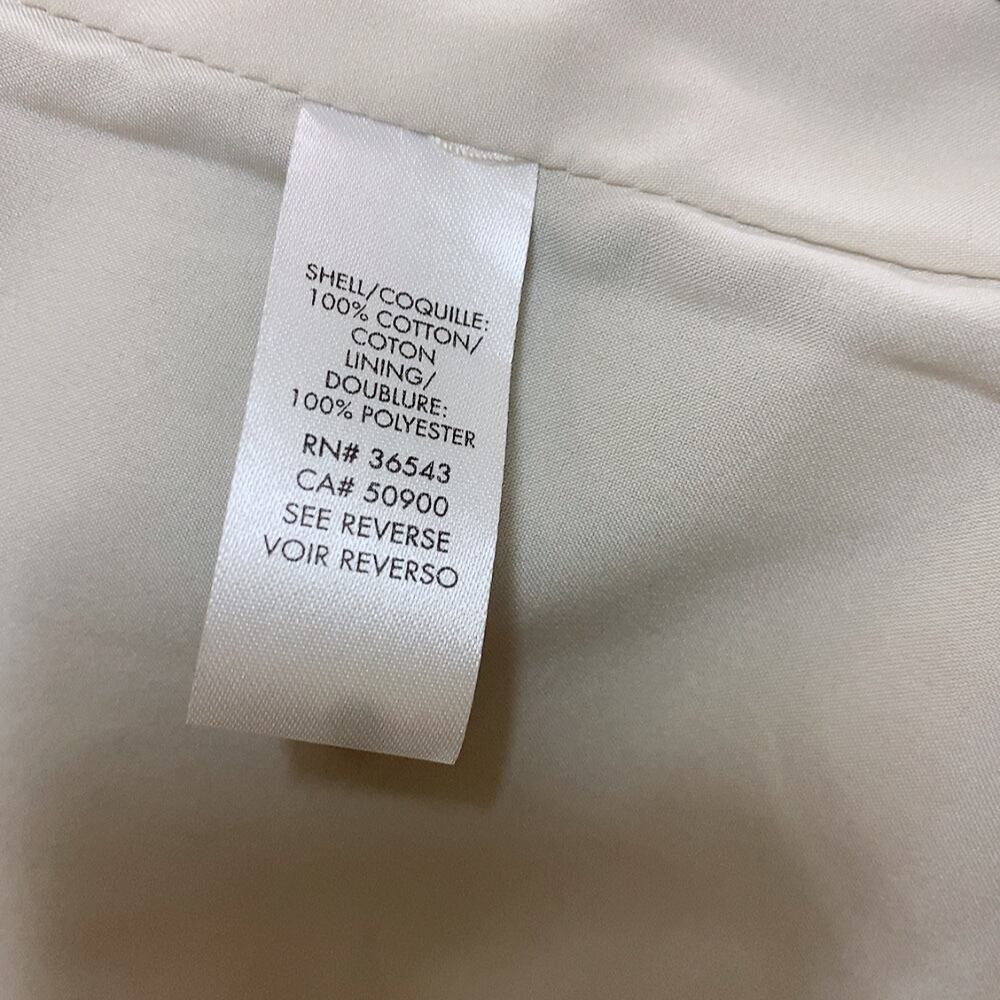 SHELL/COQUILLE:
100% COTTON/
COTON
LINING/
DOUBLURE:
100% POLYESTER
RN# 36543
CA# 50900
SEE REVERSE
VOIR REVERSO